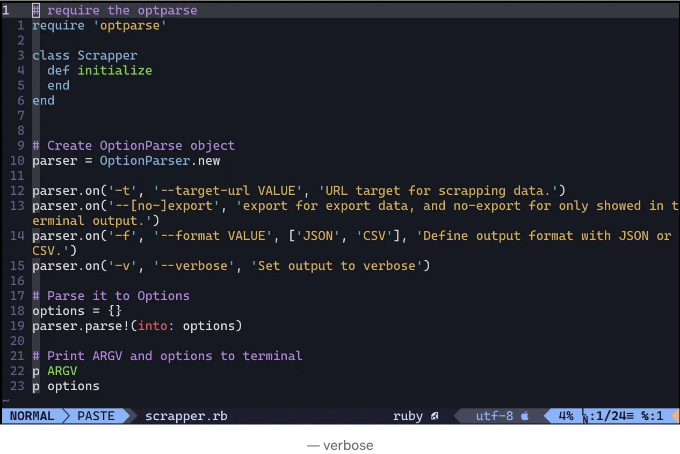 1 # require the optparse
1 require 'optparse'
2
3 class Scrapper
4 def initialize
5 end
6 end
7
8
9 # Create OptionParse object
10 parser = OptionParser.new
11
12 parser.on('-t', '--target-url VALUE', 'URL target for scrapping data.')
13 parser.on('--[no-]export', 'export for export data, and no-export for only showed in t
erminal output.')
14 parser.on('-f', '--format VALUE', ['JSON', 'CSV'], 'Define output format with JSON or
CSV.')
15 parser.on('-v', '--verbose', 'Set output to verbose')
16
17 # Parse it to Options
18 options = {}
19 parser.parse!(into: options)
20
21 # Print ARGV and options to terminal
22 p ARGV
23 p options
~
NORMAL PASTE scrapper.rb ruby utf-8 4% LN:1/24≡ %:1
— verbose